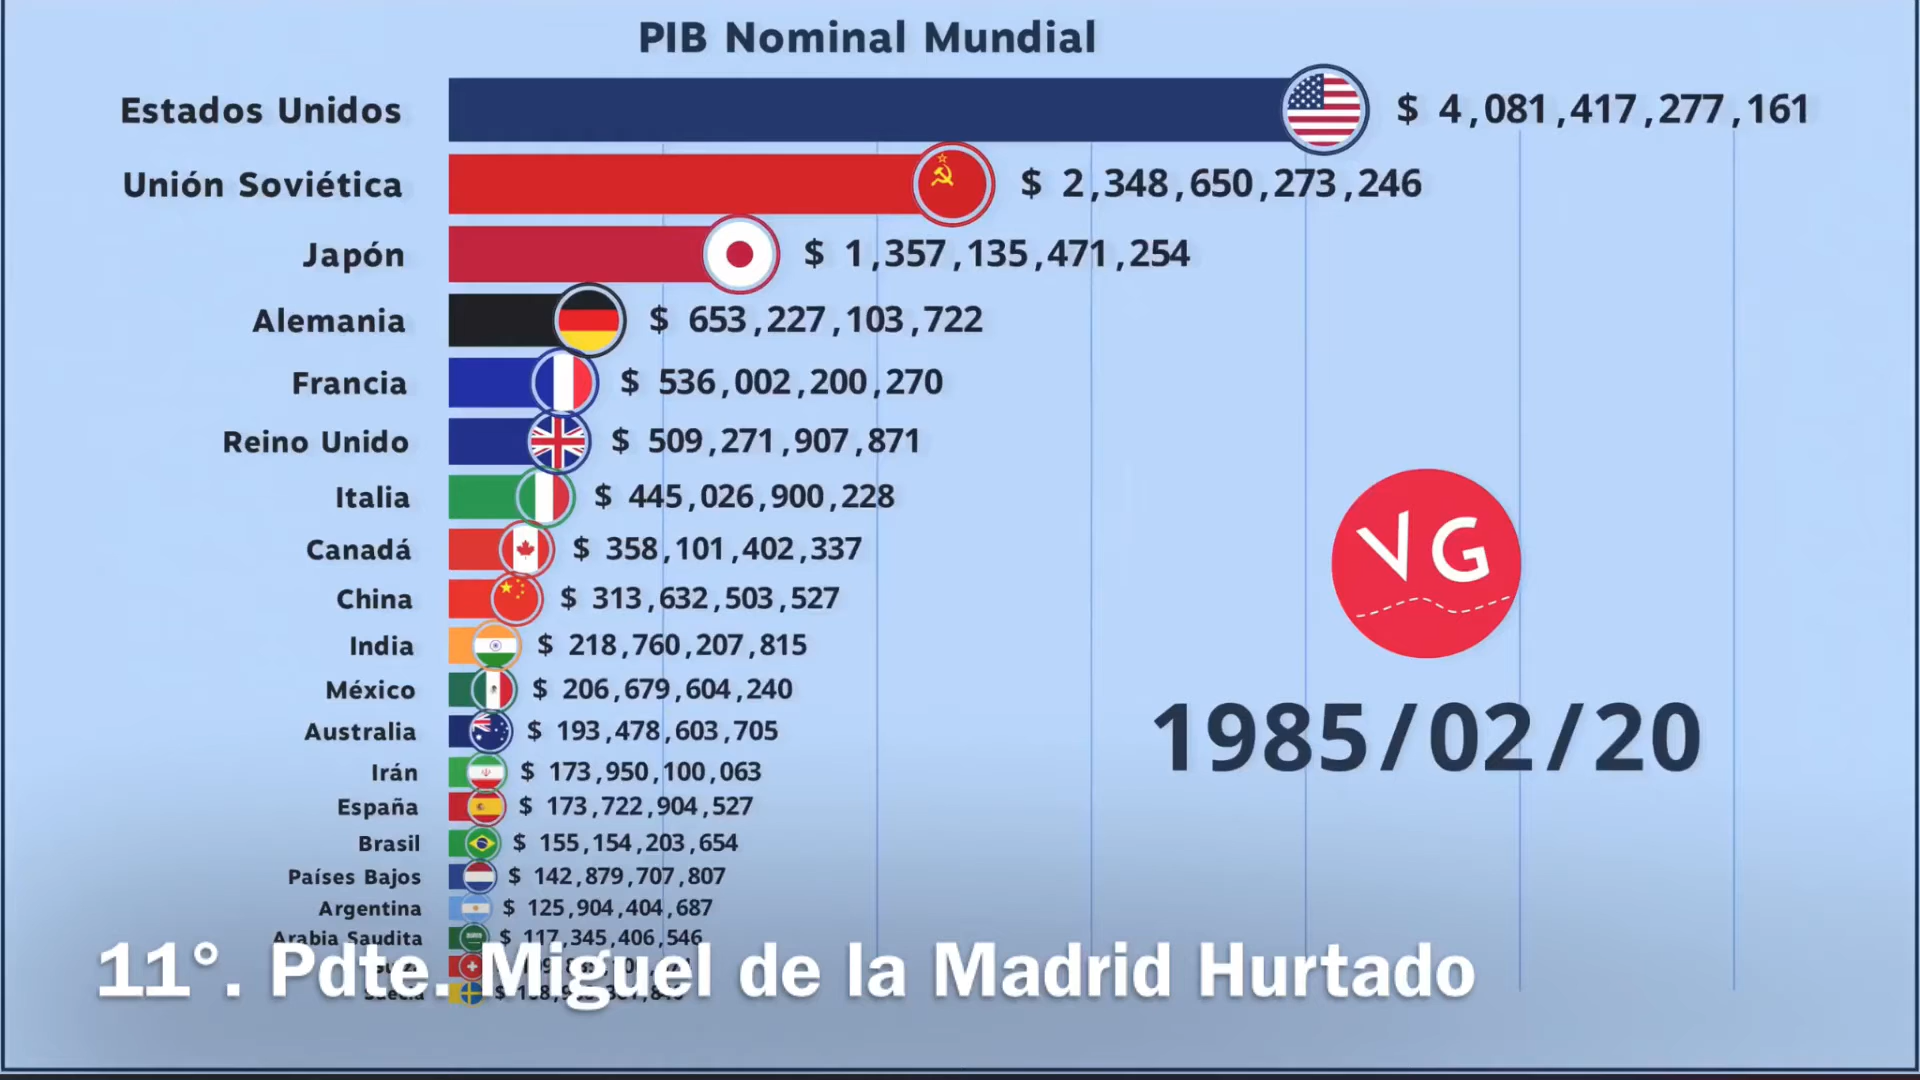 PIB Nominal Mundial
Estados Unidos $ 4,081,417,277,161
Unión Soviética $ 2,348,650,273,246
Japón $ 1,357,135,471,254
Alemania $ 653,227,103,722
Francia $ 536,002,200,270
Reino Unido $ 509,271,907,871
Italia $ 445,026,900,228
Canadá $ 358,101,402,337
China $ 313,632,503,527
India $ 218,760,207,815
México $ 206,679,604,240
Australia $ 193,478,603,705
Irán $ 173,950,100,063
España $ 173,722,904,527
Brasil $ 155,154,203,654
Países Bajos $ 142,879,707,807
Argentina $ 125,904,404,687
Arabia Saudita $ 117,345,406,546
Suecia $
VG
1985/02/20
11°. Pdte. Miguel de la Madrid Hurtado